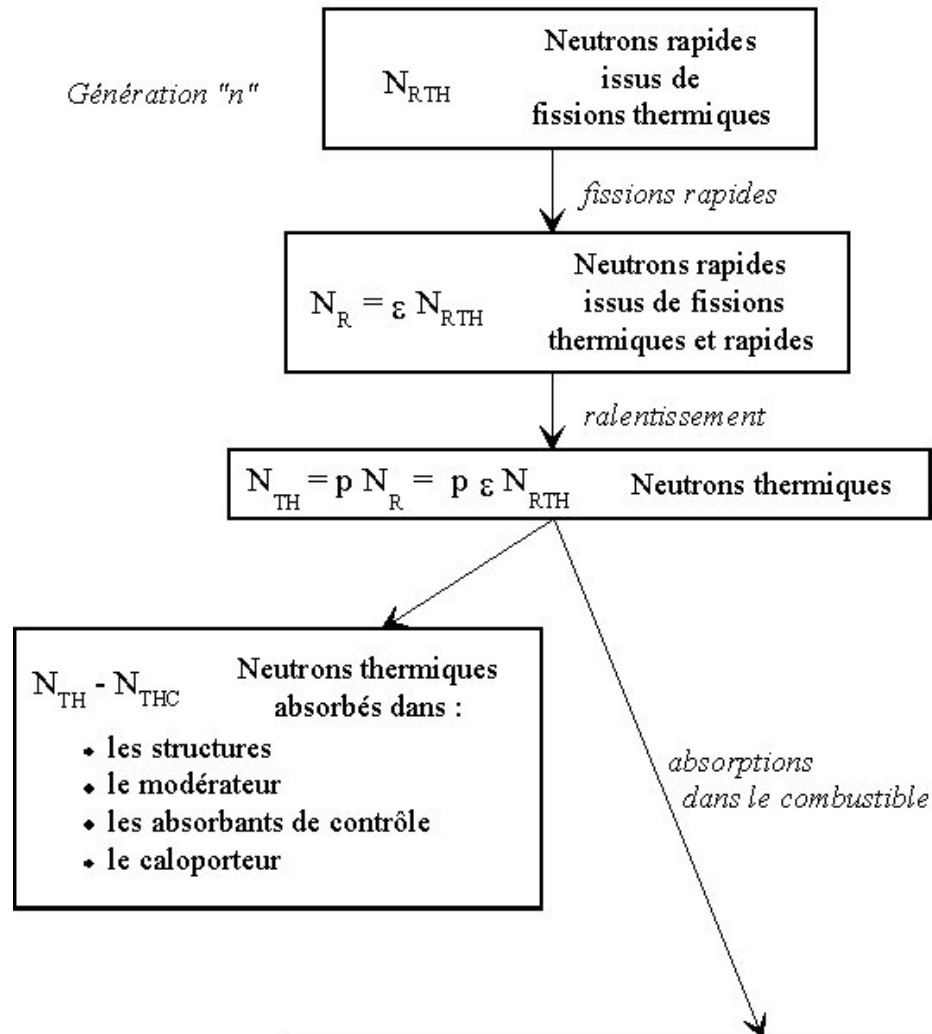 Génération "n"
N_RTH
Neutrons rapides
issus de
fissions thermiques
fissions rapides
N_R = ε N_RTH
Neutrons rapides
issus de fissions
thermiques et rapides
ralentissement
N_TH = p N_R = p ε N_RTH Neutrons thermiques
N_TH - N_THC
Neutrons thermiques
absorbés dans :
• les structures
• le modérateur
• les absorbants de contrôle
• le caloporteur
absorptions
dans le combustible